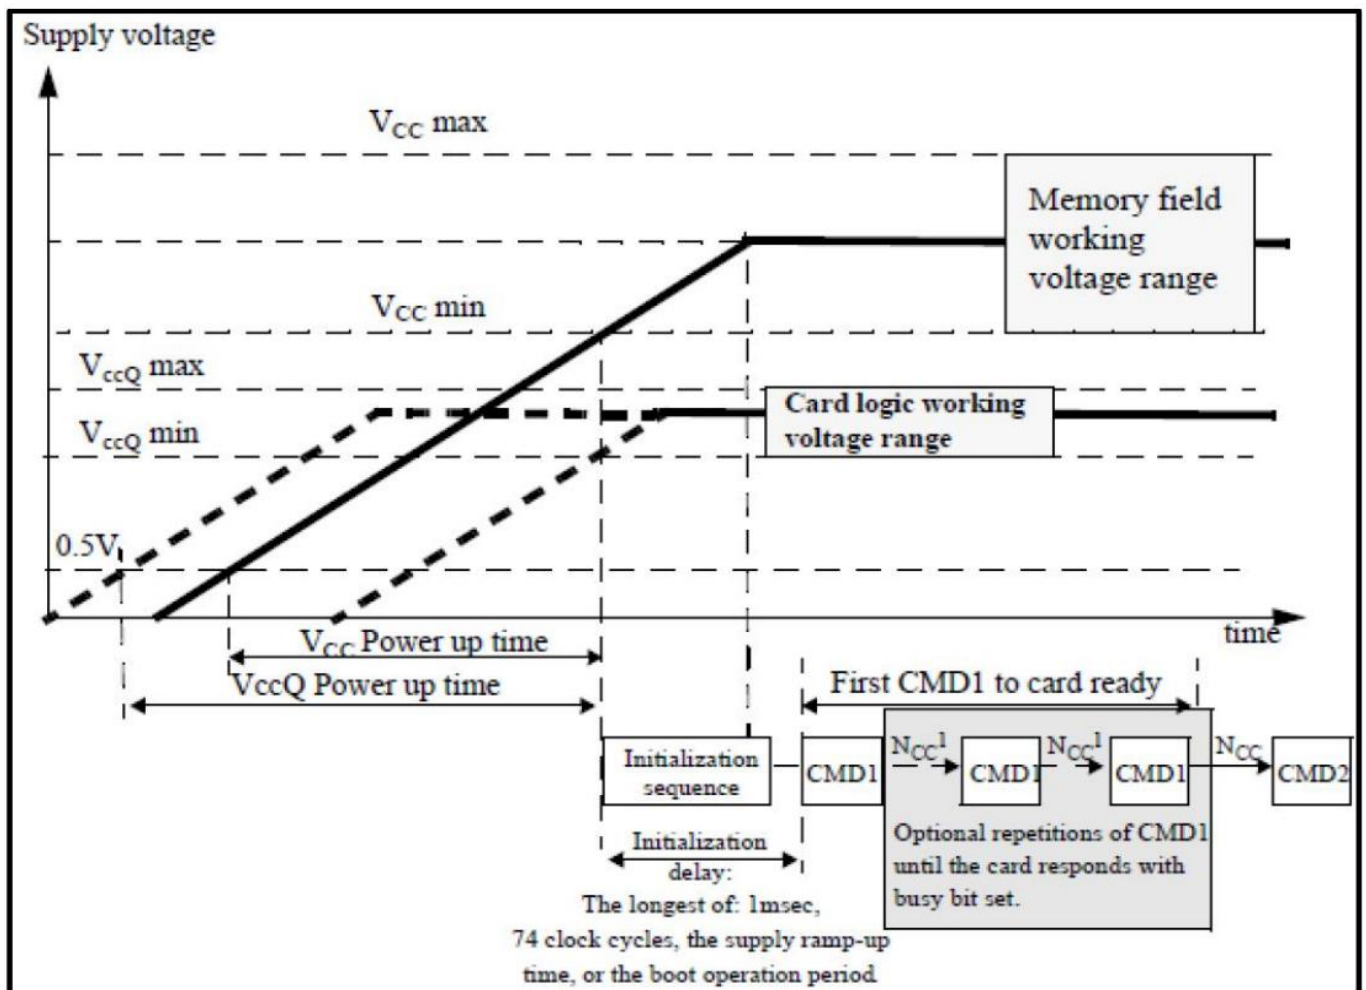 Supply voltage
VCC max
Memory field
working
voltage range
VCC min
VccQ max
Card logic working
voltage range
VccQ min
0.5V
time
VCC Power up time
VccQ Power up time
First CMD1 to card ready
Initialization
sequence
CMD1
NCC1
CMD1
NCC1
CMD1
NCC
CMD2
Optional repetitions of CMD1
until the card responds with
busy bit set.
Initialization
delay:
The longest of: 1msec,
74 clock cycles, the supply ramp-up
time, or the boot operation period